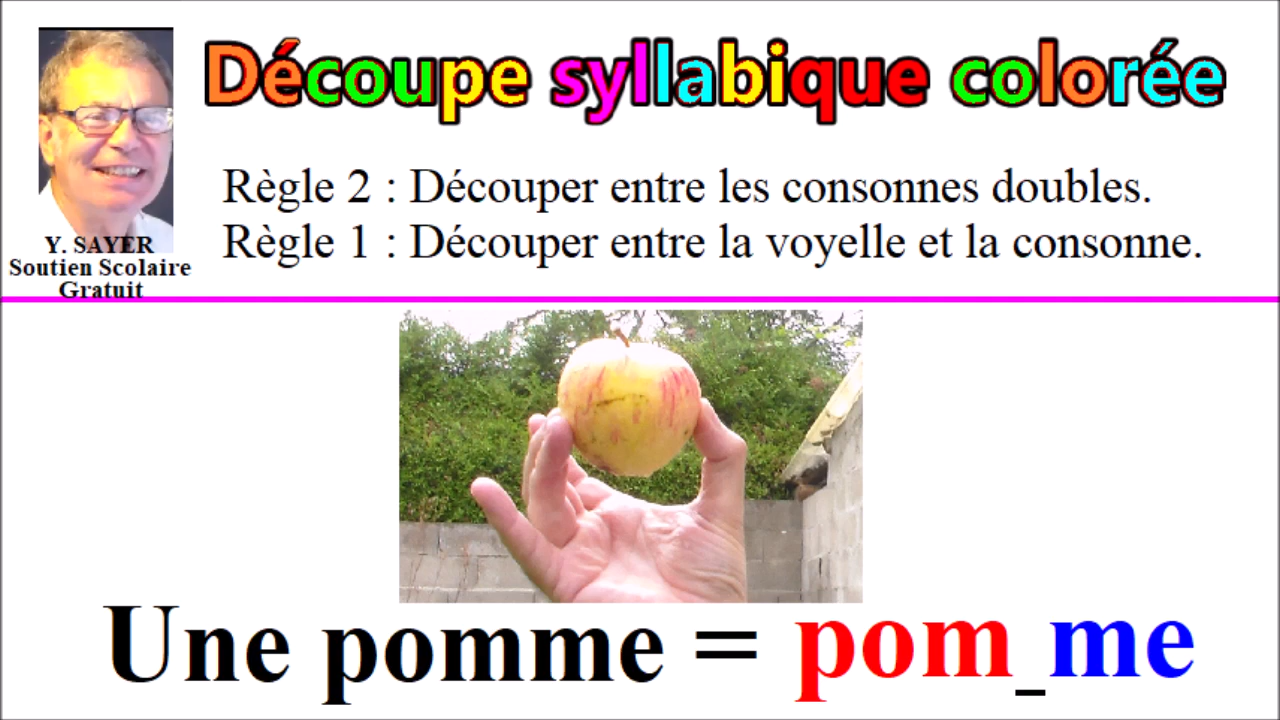 Découpe syllabique colorée
Règle 2 : Découper entre les consonnes doubles.
Règle 1 : Découper entre la voyelle et la consonne.
Y. SAYER
Soutien Scolaire
Gratuit
Une pomme = pom_me